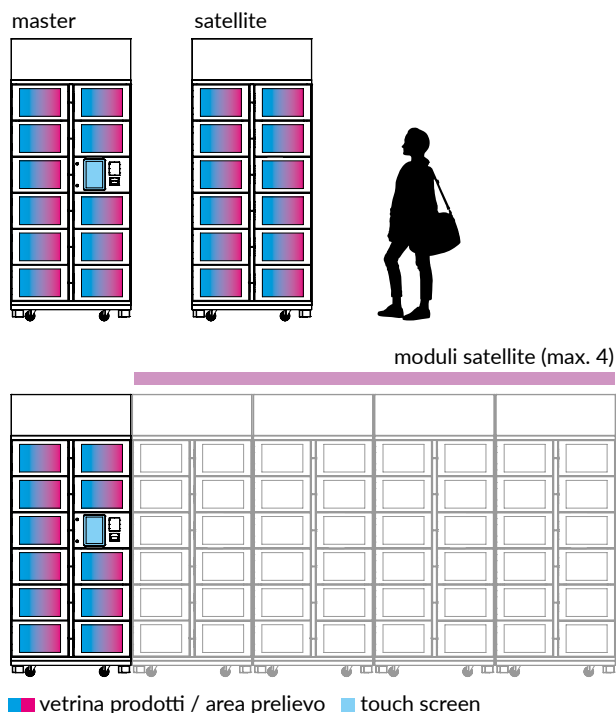 master
satellite
moduli satellite (max. 4)
vetrina prodotti / area prelievo
touch screen